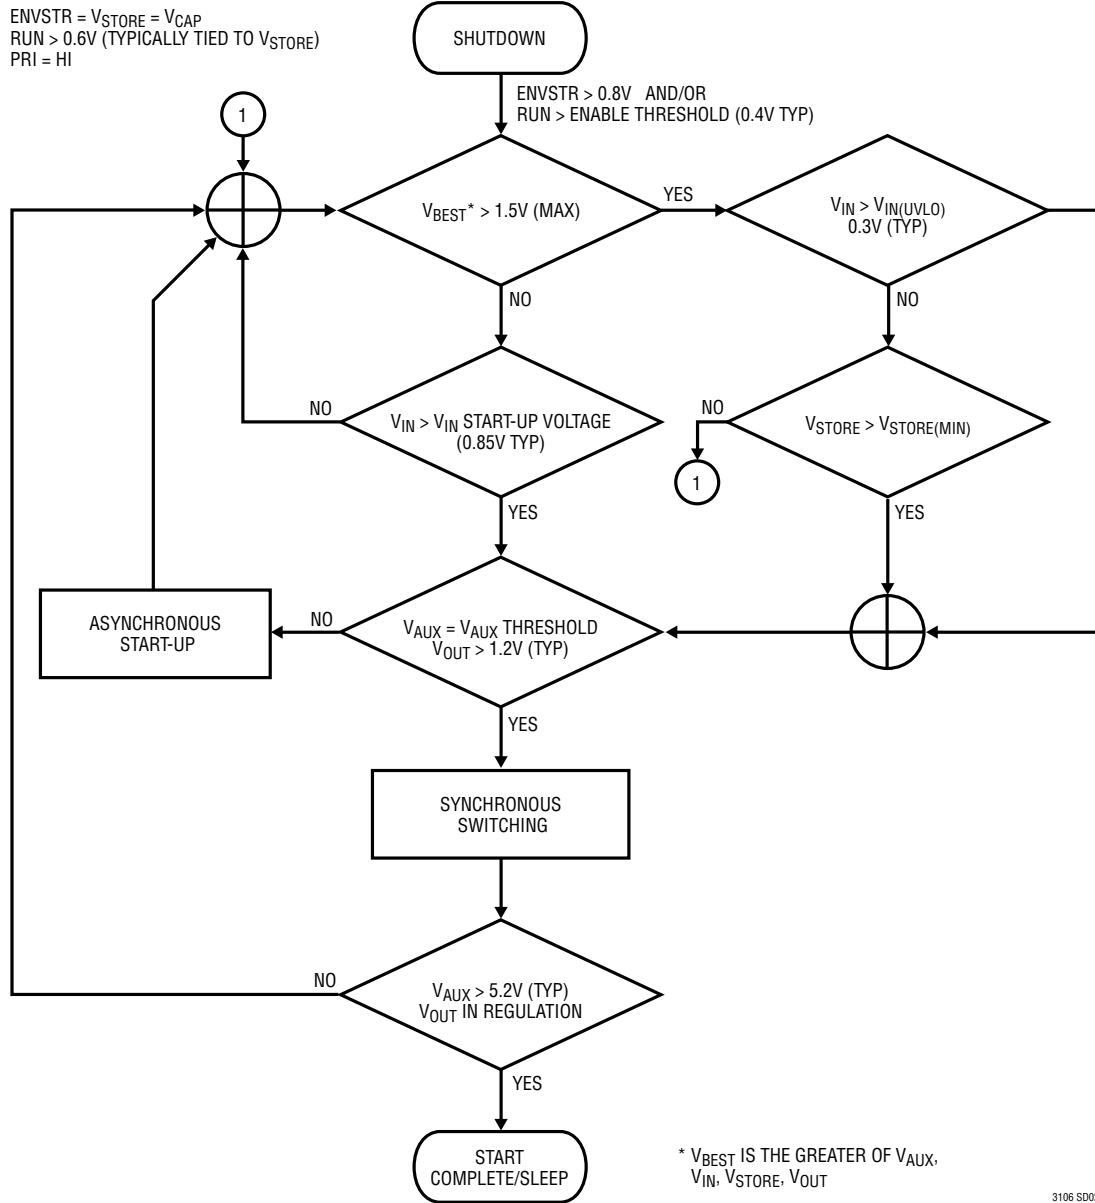 ENVSTR = VSTORE = VCAP
RUN > 0.6V (TYPICALLY TIED TO VSTORE)
PRI = HI
SHUTDOWN
ENVSTR > 0.8V AND/OR
RUN > ENABLE THRESHOLD (0.4V TYP)
1
VBEST* > 1.5V (MAX)
YES
VIN > VIN(UVLO)
0.3V (TYP)
NO
NO
NO
VIN > VIN START-UP VOLTAGE
(0.85V TYP)
NO
VSTORE > VSTORE(MIN)
1
YES
YES
ASYNCHRONOUS
START-UP
NO
VAUX = VAUX THRESHOLD
VOUT > 1.2V (TYP)
YES
SYNCHRONOUS
SWITCHING
NO
VAUX > 5.2V (TYP)
VOUT IN REGULATION
YES
START
COMPLETE/SLEEP
* VBEST IS THE GREATER OF VAUX,
VIN, VSTORE, VOUT